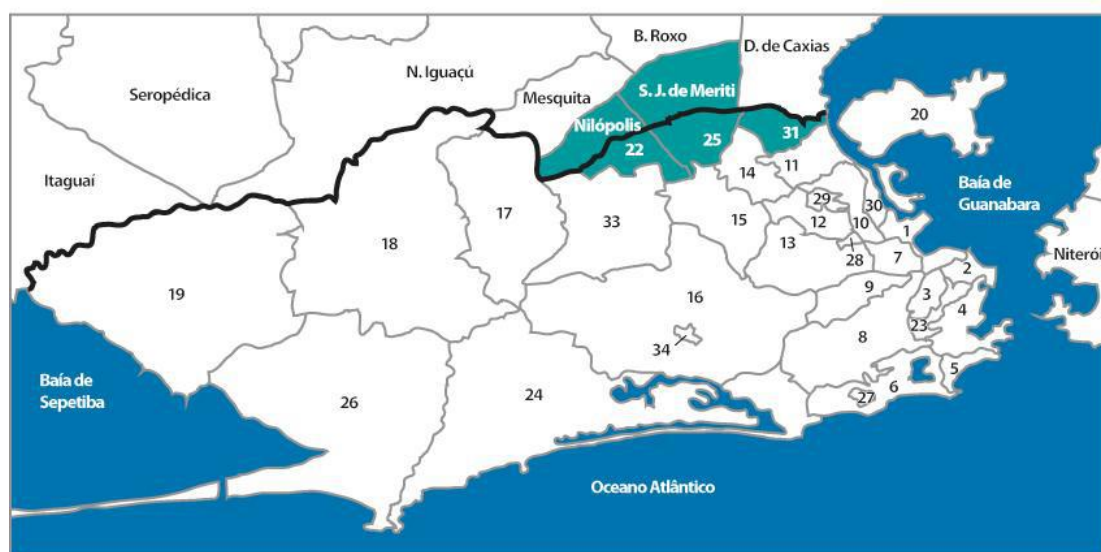 B. Roxo
D. de Caxias
N. Iguaçú
Seropédica
Mesquita
S. J. de Meriti
20
Nilópolis
31
22
25
Itaguaí
14
11
Baía de
Guanabara
17
33
29
30
15
12
10
1
18
13
28
7
Niterói
2
19
16
9
3
4
23
8
34
5
Baía de
Sepetiba
26
24
27
6
Oceano Atlântico